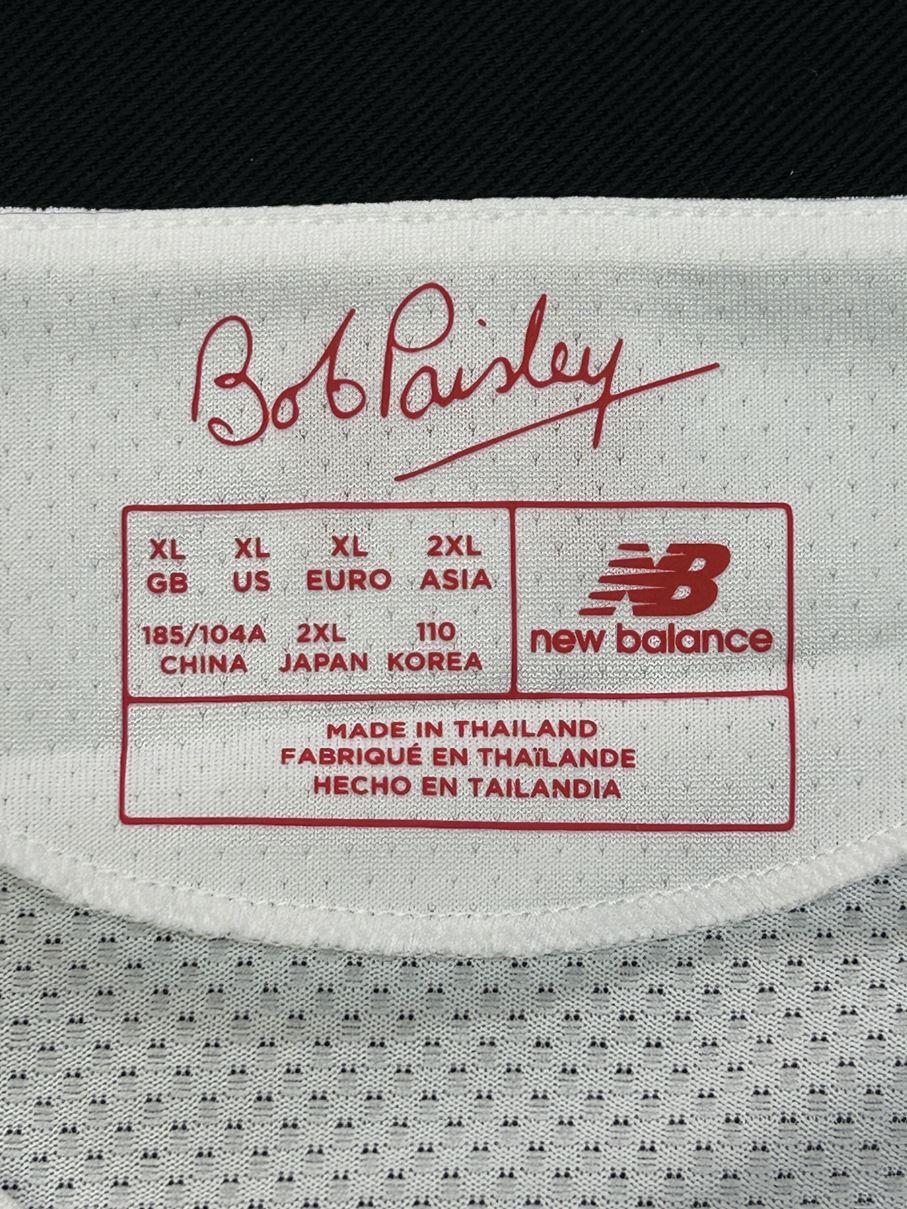 Bob Paisley
XL XL XL 2XL
GB US EURO ASIA
185/104A 2XL 110
CHINA JAPAN KOREA
NB
new balance
MADE IN THAILAND
FABRIQUÉ EN THAÏLANDE
HECHO EN TAILANDIA